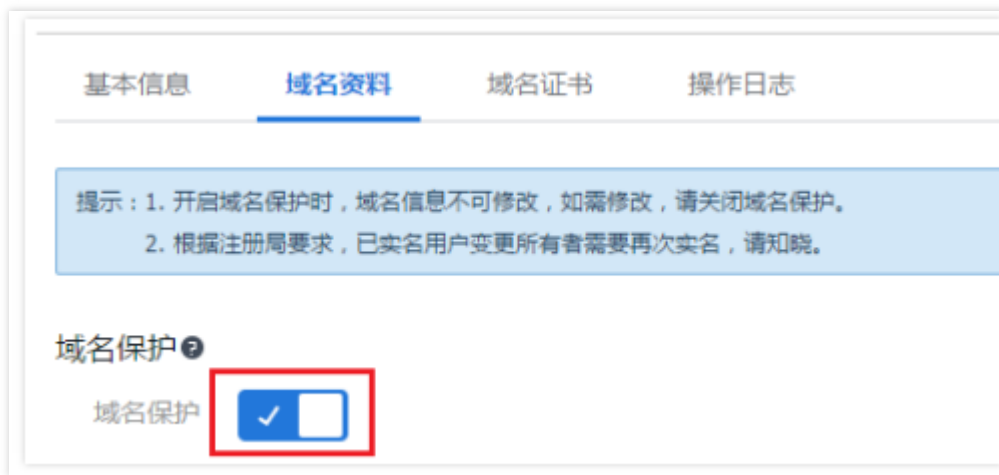 基本信息 域名资料 域名证书 操作日志
提示：1. 开启域名保护时，域名信息不可修改，如需修改，请关闭域名保护。
2. 根据注册局要求，已实名用户变更所有者需要再次实名，请知晓。
域名保护?
域名保护